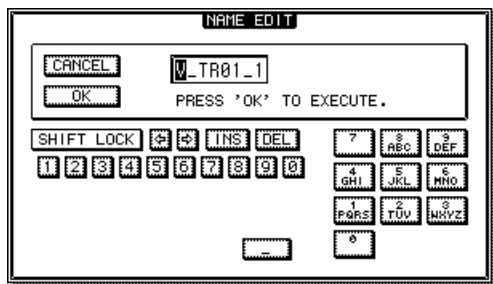 NAME EDIT
CANCEL
V_TR01_1
OK
PRESS 'OK' TO EXECUTE.
SHIFT LOCK INS DEL
1 2 3 4 5 6 7 8 9 0
7 8 ABC 9 DEF
4 GHI 5 JKL 6 MNO
1 PQRS 2 TUV 3 WXYZ
_ 0